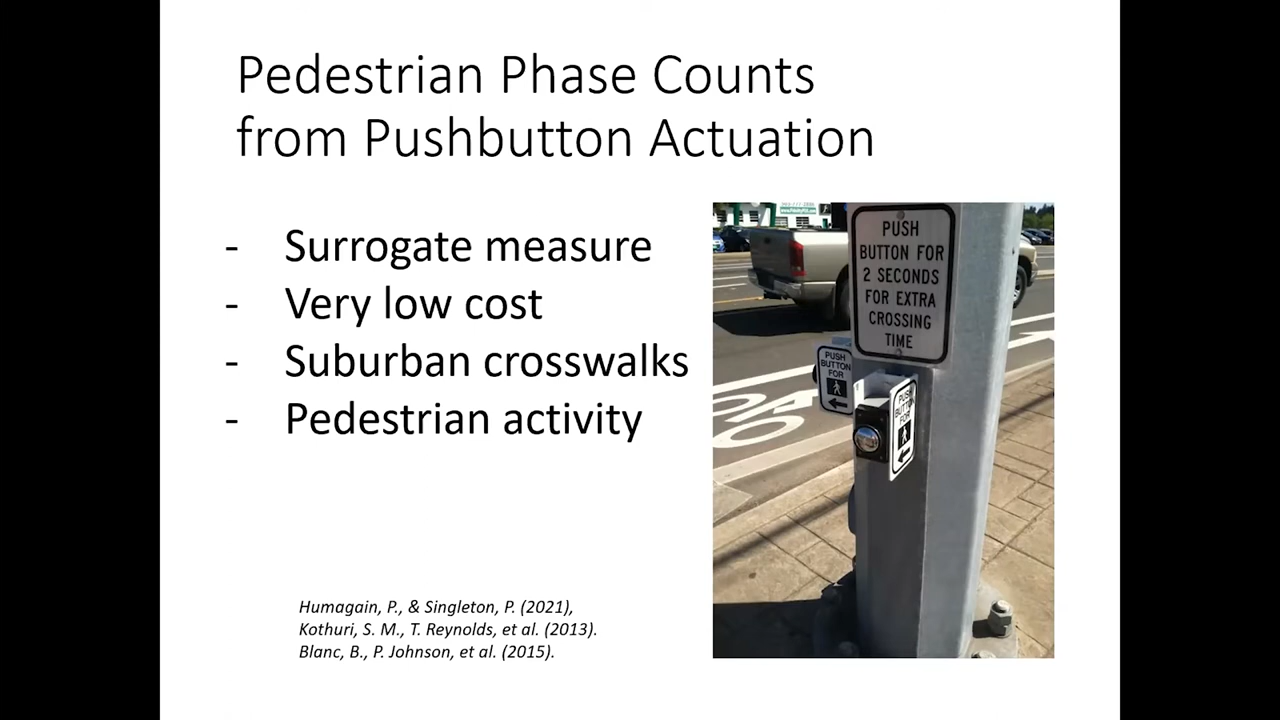 Pedestrian Phase Counts
from Pushbutton Actuation
- Surrogate measure
- Very low cost
- Suburban crosswalks
- Pedestrian activity
Humagain, P., & Singleton, P. (2021),
Kothuri, S. M., T. Reynolds, et al. (2013).
Blanc, B., P. Johnson, et al. (2015).
PUSH
BUTTON FOR
2 SECONDS
FOR EXTRA
CROSSING
TIME
PUSH
BUTTON
FOR
PUSH
BUTTON
FOR